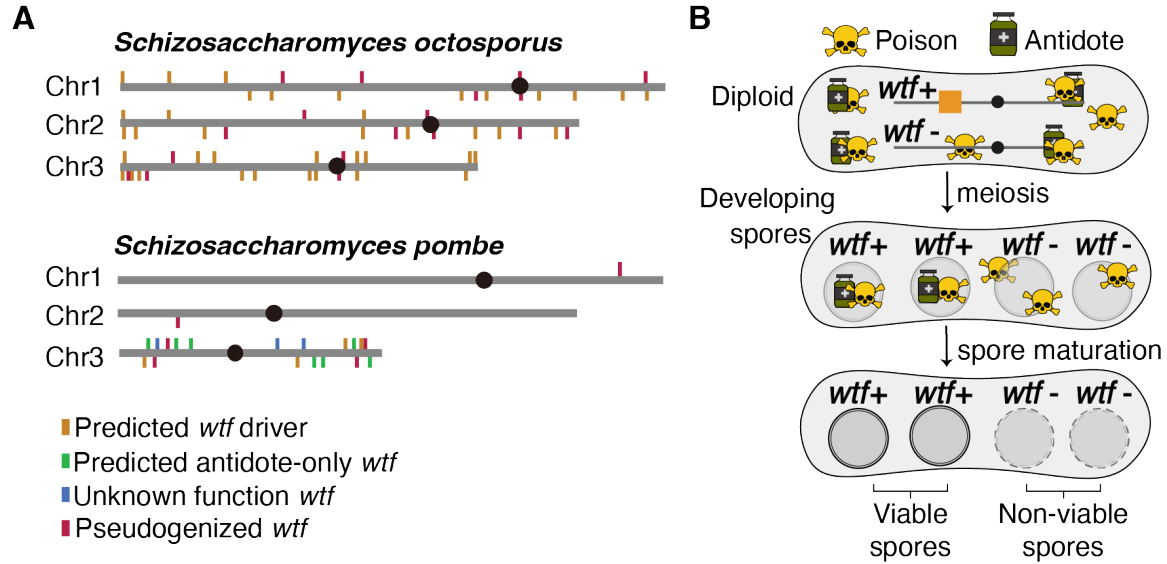 A
Schizosaccharomyces octosporus
Chr1
Chr2
Chr3
Schizosaccharomyces pombe
Chr1
Chr2
Chr3
Predicted wtf driver
Predicted antidote-only wtf
Unknown function wtf
Pseudogenized wtf
B
Poison
Antidote
Diploid
wtf+
wtf -
meiosis
Developing
spores
wtf+ wtf+ wtf - wtf -
spore maturation
wtf+ wtf+ wtf - wtf -
Viable
spores
Non-viable
spores